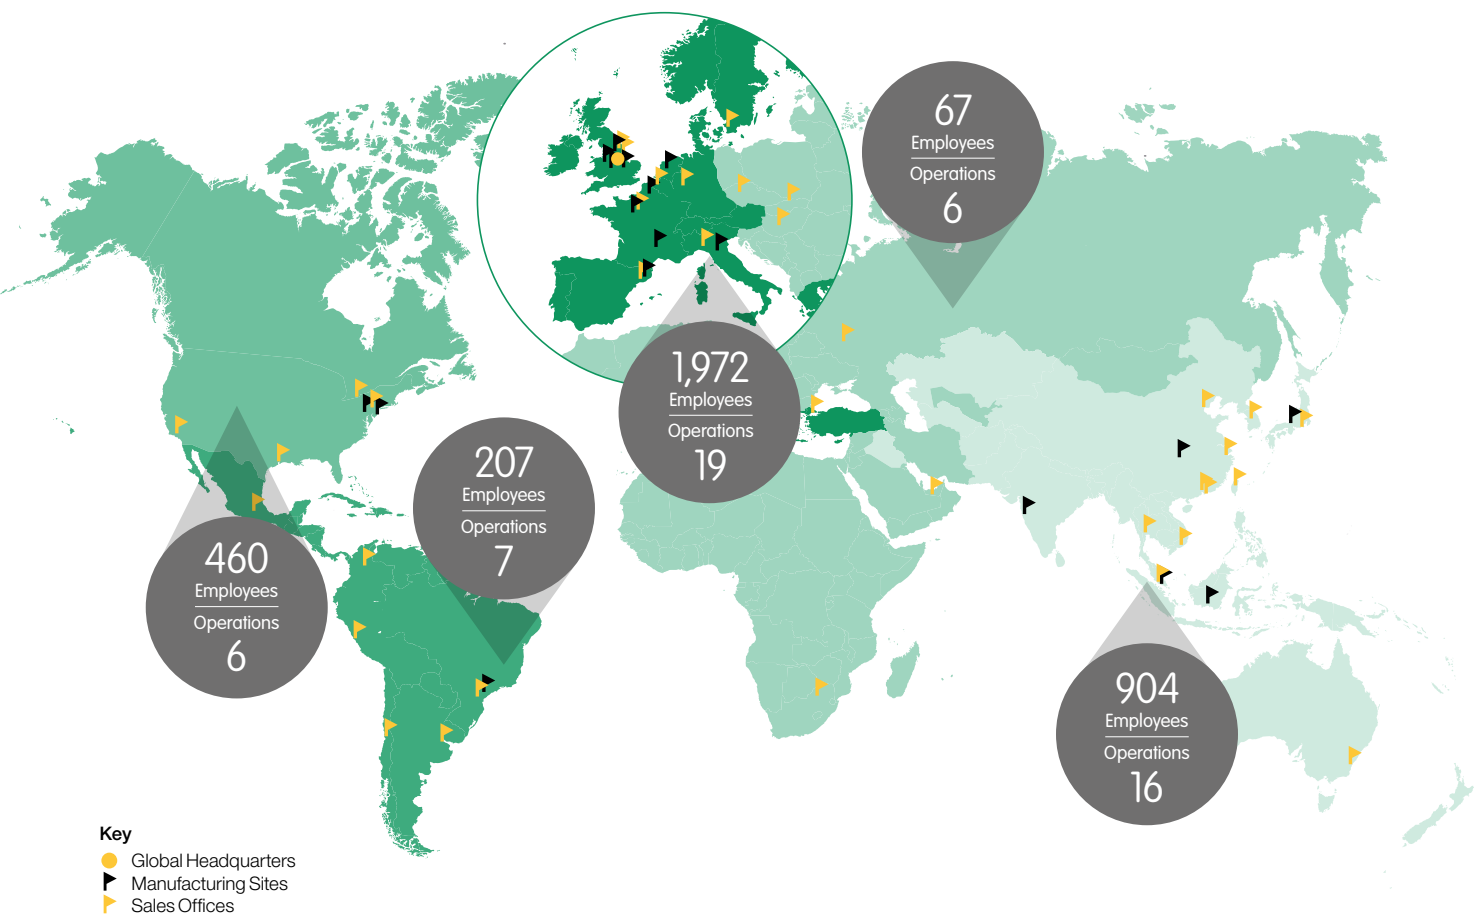 67
Employees
Operations
6
1,972
Employees
Operations
19
207
Employees
Operations
7
460
Employees
Operations
6
904
Employees
Operations
16
Key
Global Headquarters
Manufacturing Sites
Sales Offices